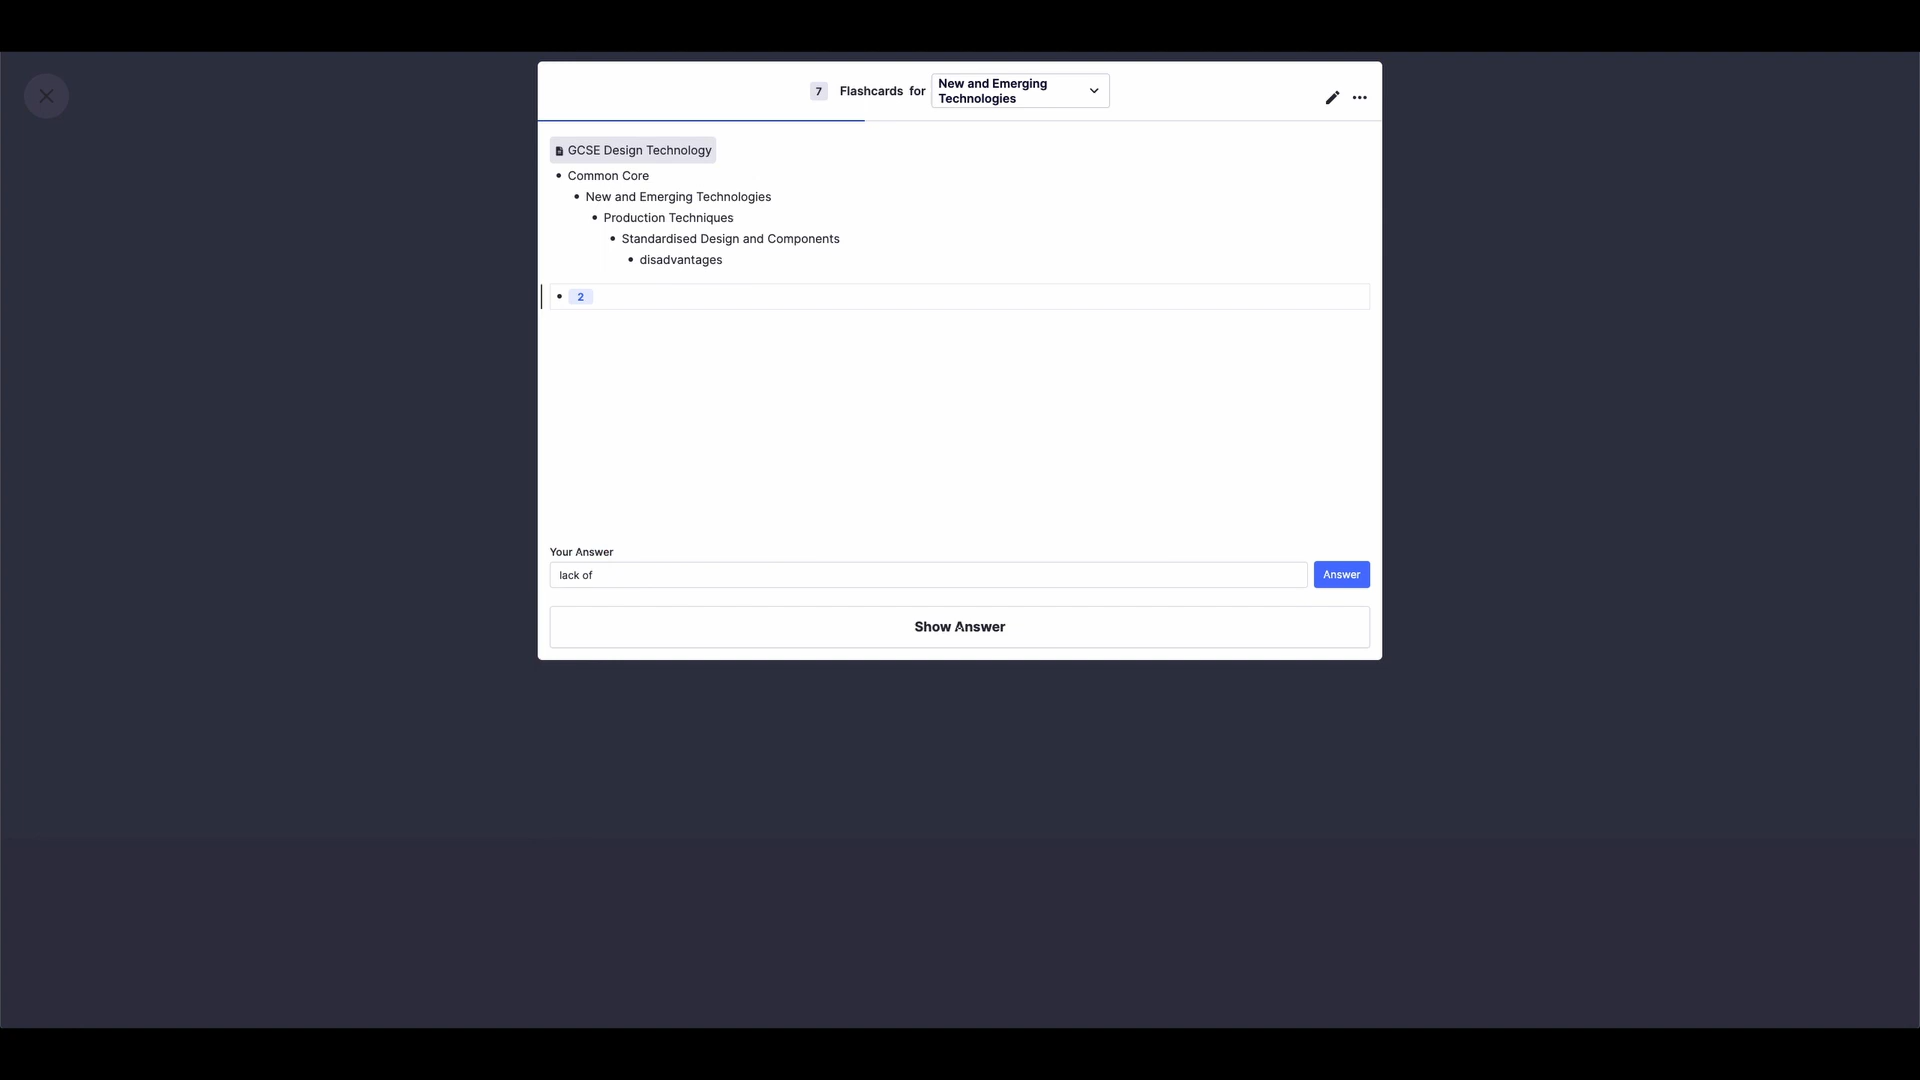 7 Flashcards for New and Emerging Technologies
GCSE Design Technology
• Common Core
• New and Emerging Technologies
• Production Techniques
• Standardised Design and Components
• disadvantages
• 2
Your Answer
lack of
Answer
Show Answer